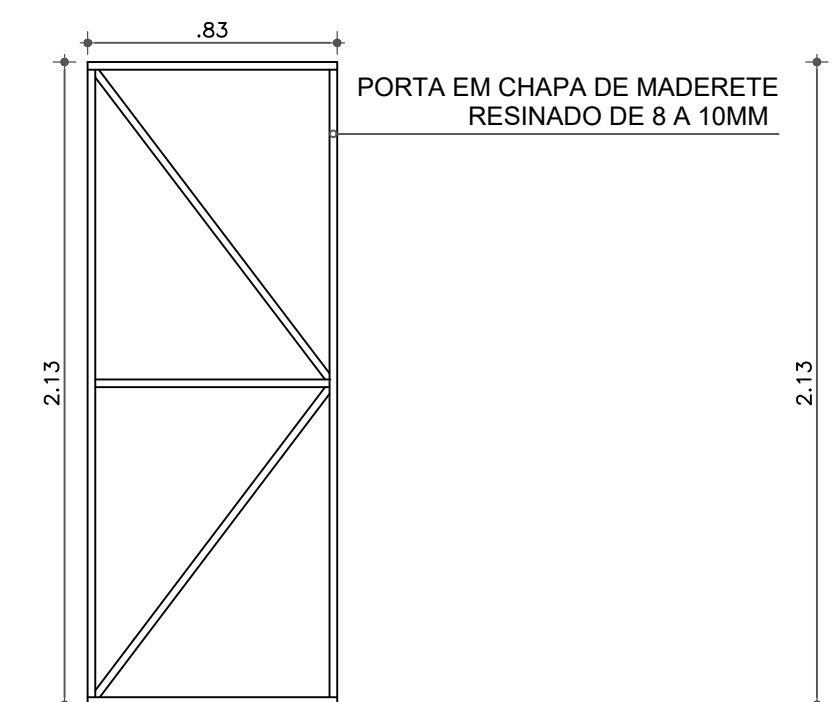 .83
PORTA EM CHAPA DE MADERETE
RESINADO DE 8 A 10MM
2.13
2.13